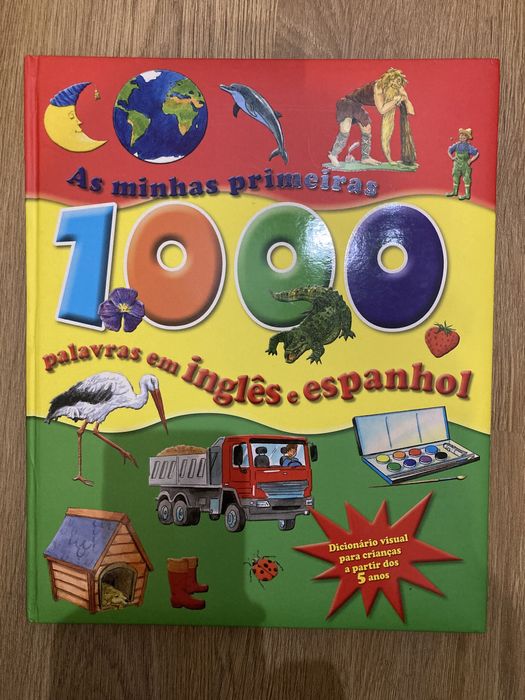 As minhas primeiras
1000
palavras em inglês e espanhol
Dicionário visual
para crianças
a partir dos
5 anos